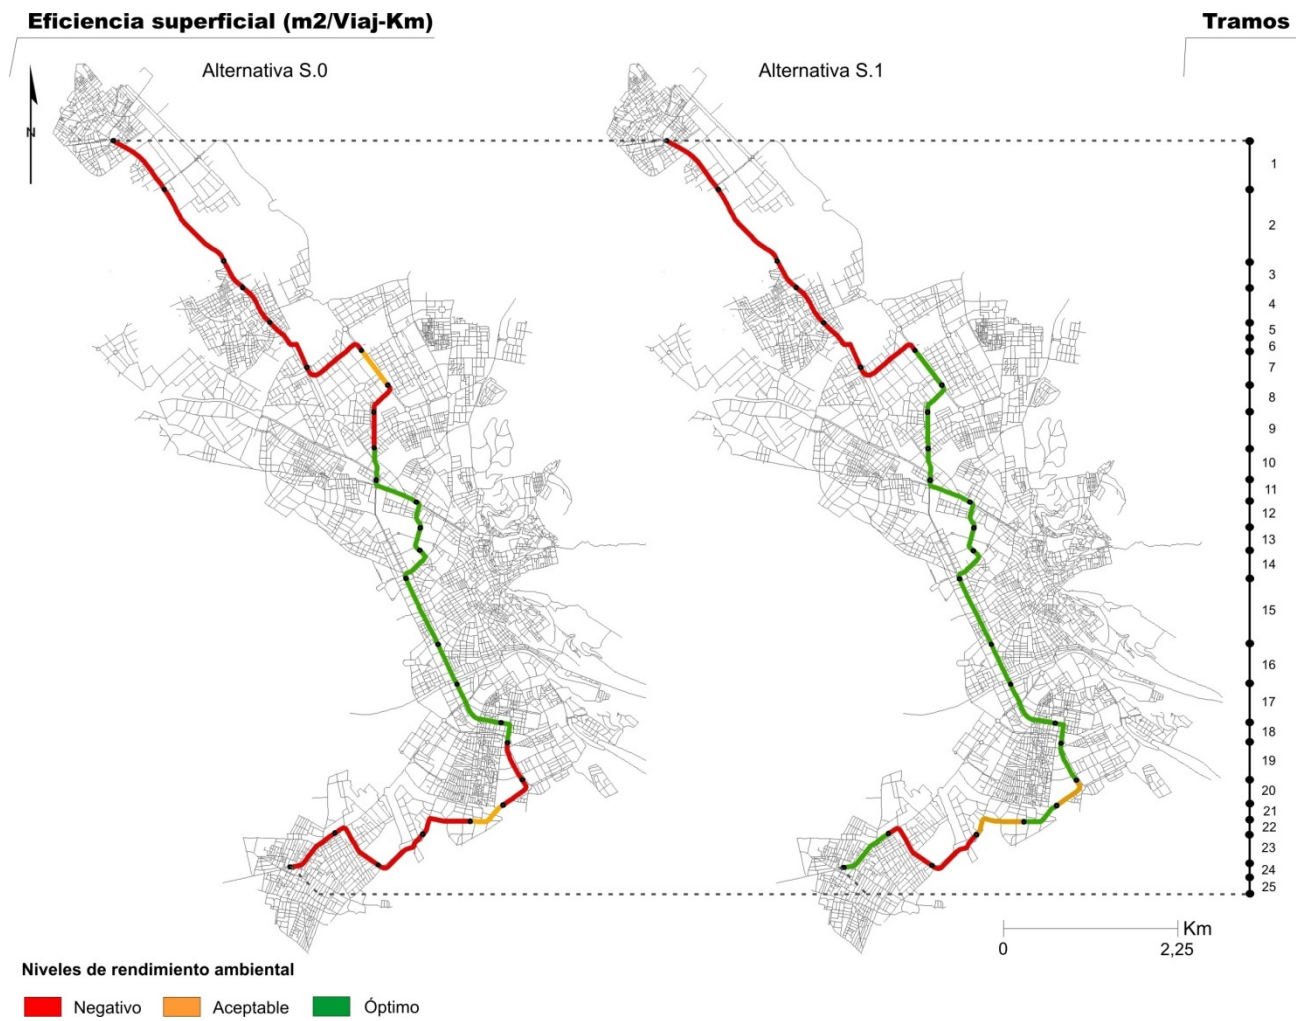 Eficiencia superficial (m2/Viaj-Km)
Tramos
Alternativa S.0
Alternativa S.1
N
1
2
3
4
5
6
7
8
9
10
11
12
13
14
15
16
17
18
19
20
21
22
23
24
25
Km
0
2,25
Niveles de rendimiento ambiental
Negativo
Aceptable
Óptimo